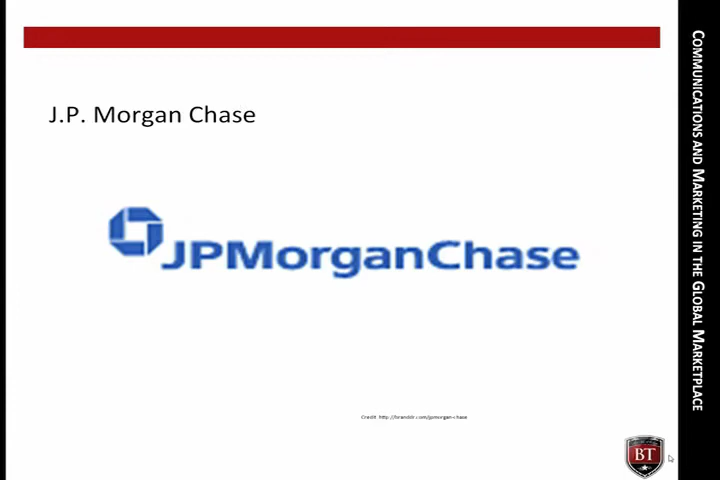 J.P. Morgan Chase
JPMorganChase
COMMUNICATIONS AND MARKETING IN THE GLOBAL MARKETPLACE
BT